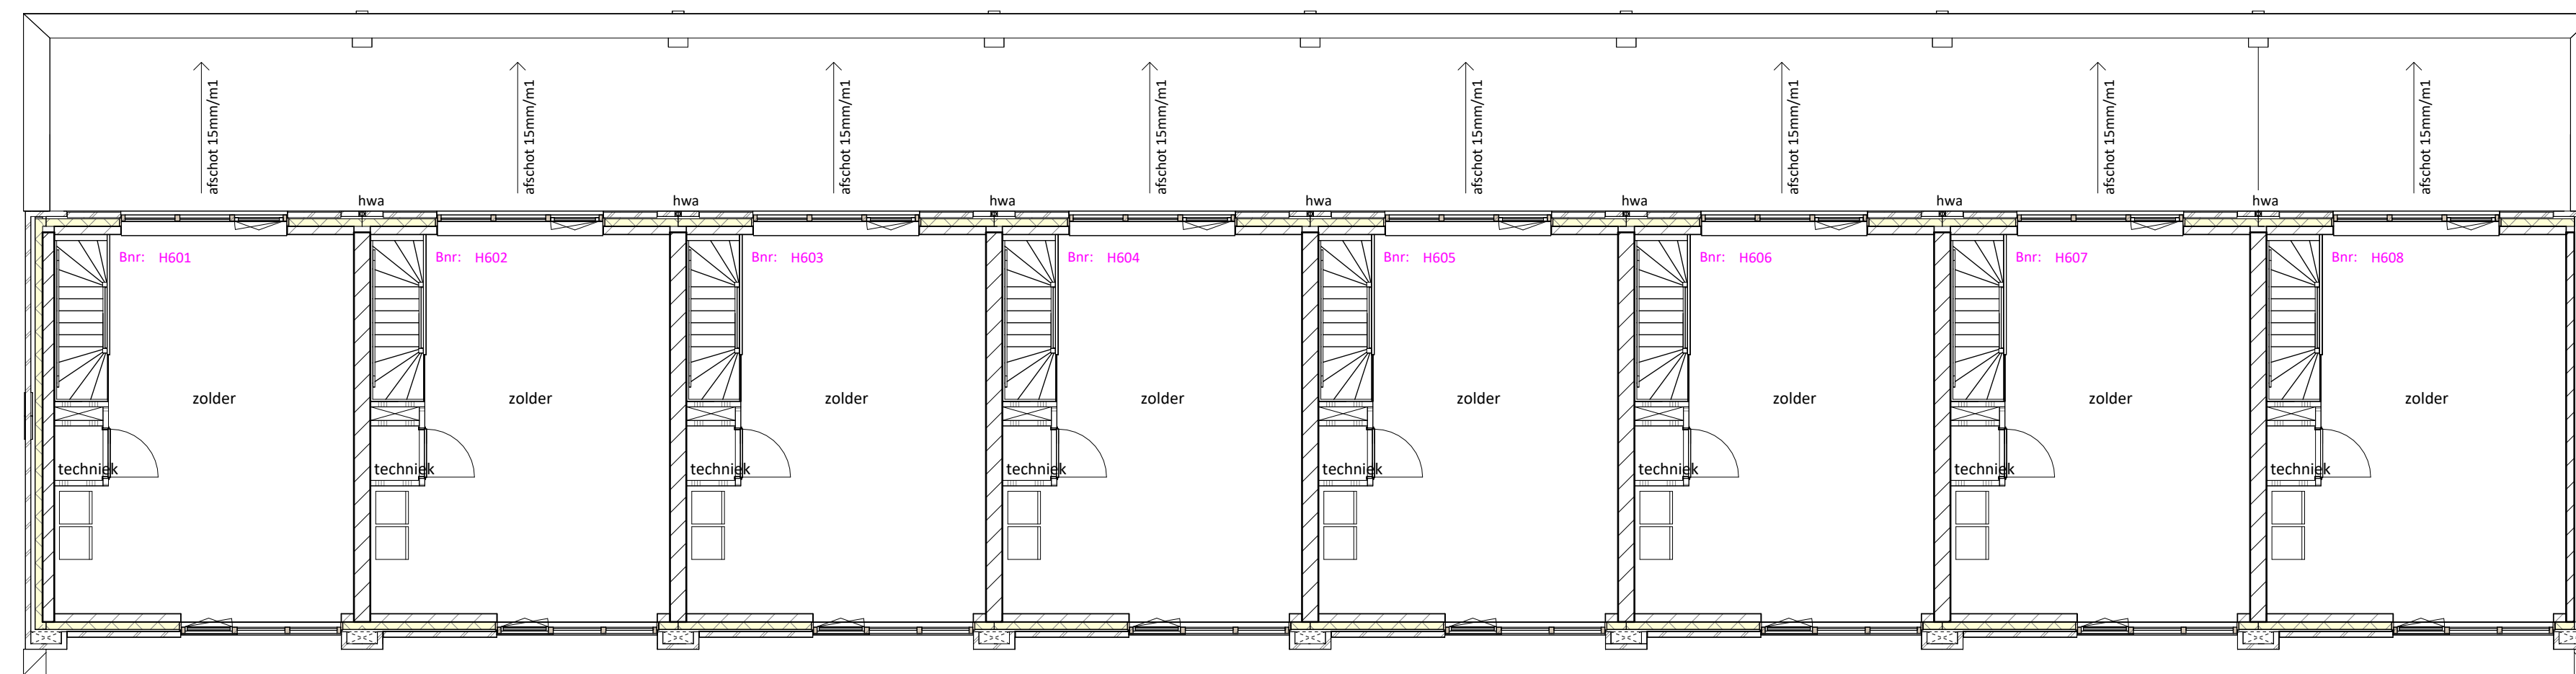 afschot 15mm/m1
afschot 15mm/m1
afschot 15mm/m1
afschot 15mm/m1
afschot 15mm/m1
afschot 15mm/m1
afschot 15mm/m1
afschot 15mm/m1
hwa
hwa
hwa
hwa
hwa
hwa
hwa
Bnr: H601
Bnr: H602
Bnr: H603
Bnr: H604
Bnr: H605
Bnr: H606
Bnr: H607
Bnr: H608
zolder
zolder
zolder
zolder
zolder
zolder
zolder
zolder
techniek
techniek
techniek
techniek
techniek
techniek
techniek
techniek